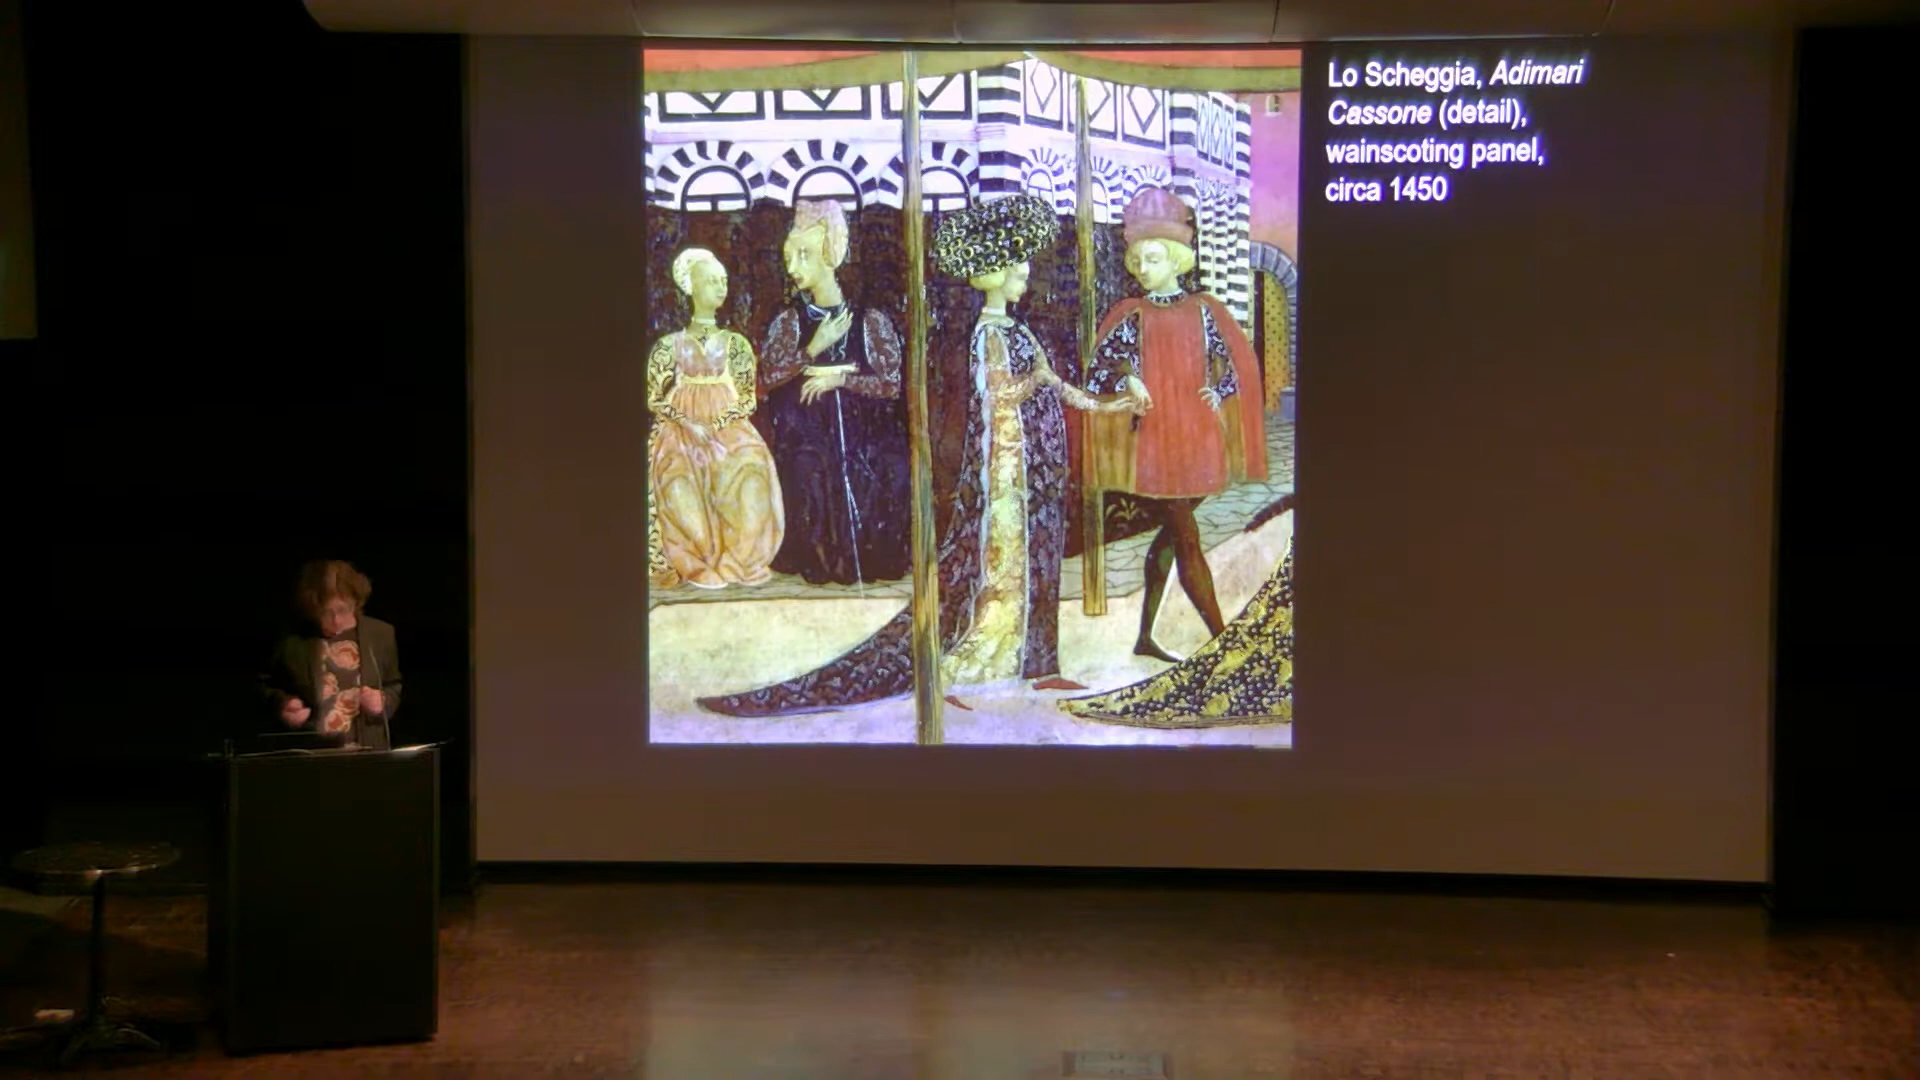 Lo Scheggia, Adimari
Cassone (detail),
wainscoting panel,
circa 1450